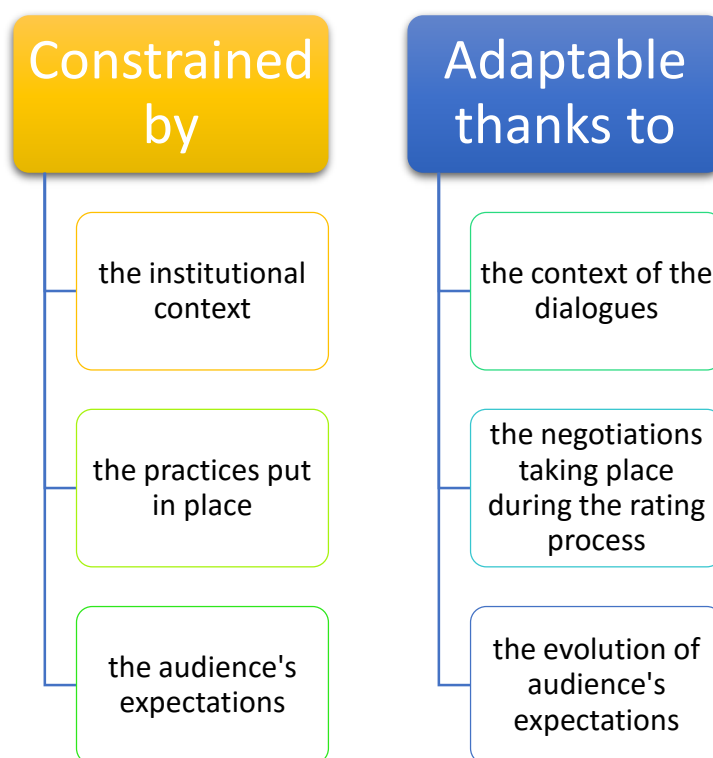 Constrained
by
the institutional
context
the practices put
in place
the audience's
expectations
Adaptable
thanks to
the context of the
dialogues
the negotiations
taking place
during the rating
process
the evolution of
audience's
expectations